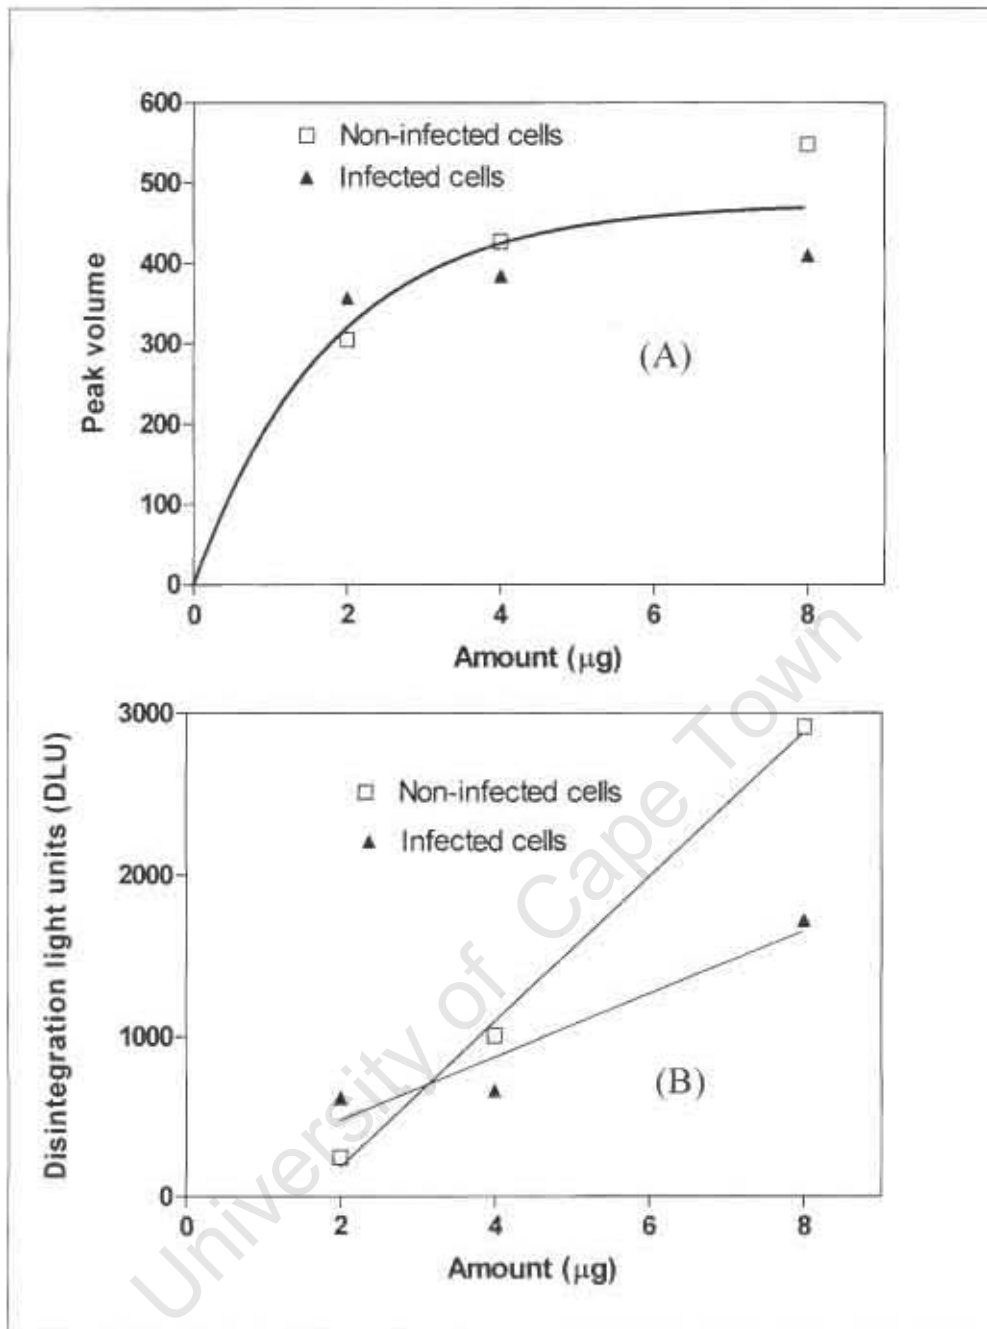 600
500
400
300
200
100
0
Peak volume
□ Non-infected cells
▲ Infected cells
(A)
0 2 4 6 8
Amount (µg)
3000
2000
1000
0
Disintegration light units (DLU)
□ Non-infected cells
▲ Infected cells
(B)
0 2 4 6 8
Amount (µg)
University of Cape Town